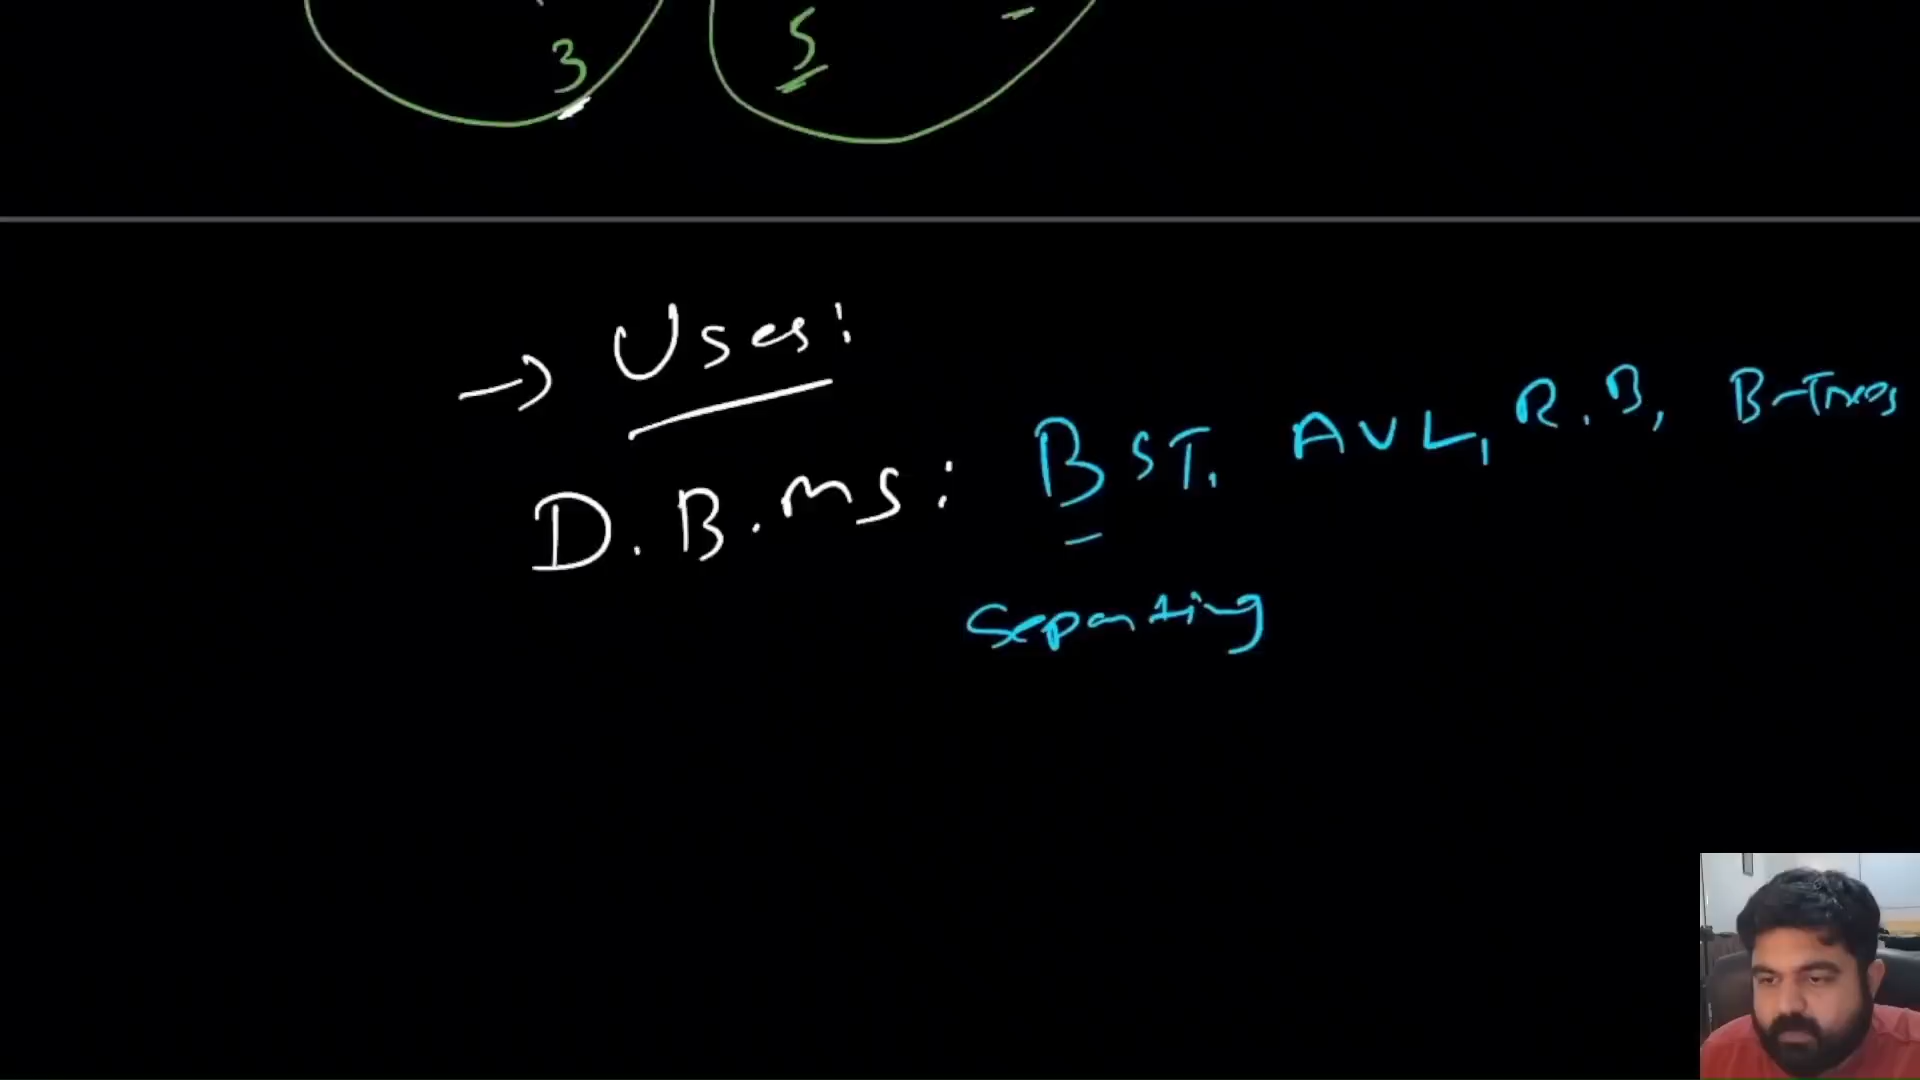 3 5
→ Uses:
D.B.MS: BST, AVL, R.B, B-Trees
Separating